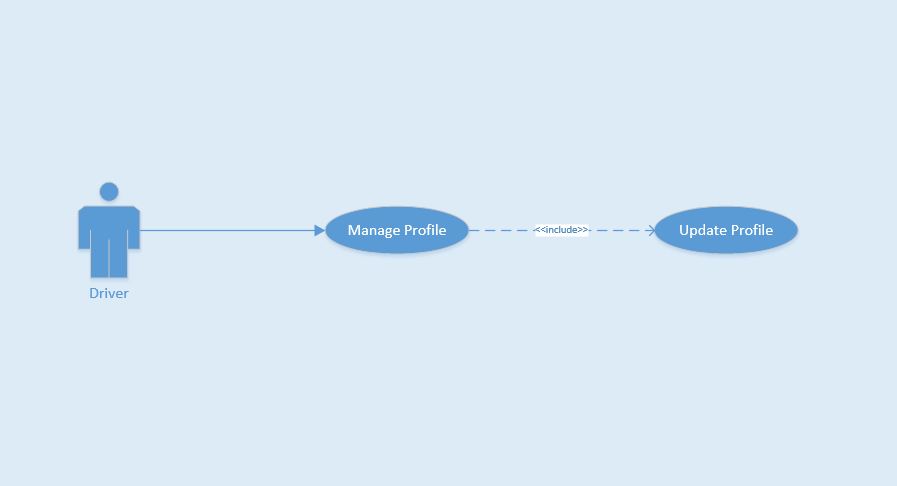 Manage Profile
<<include>>
Update Profile
Driver